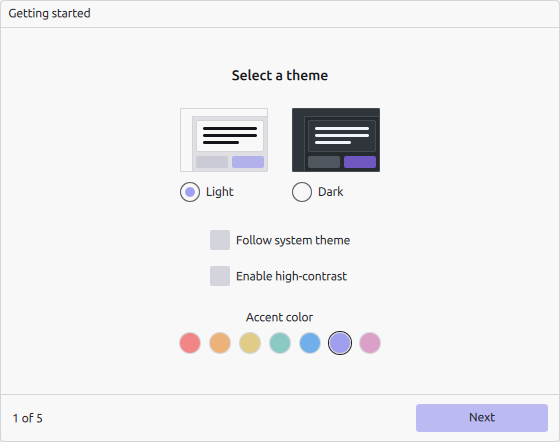 Getting started
Select a theme
Light
Dark
Follow system theme
Enable high-contrast
Accent color
1 of 5
Next